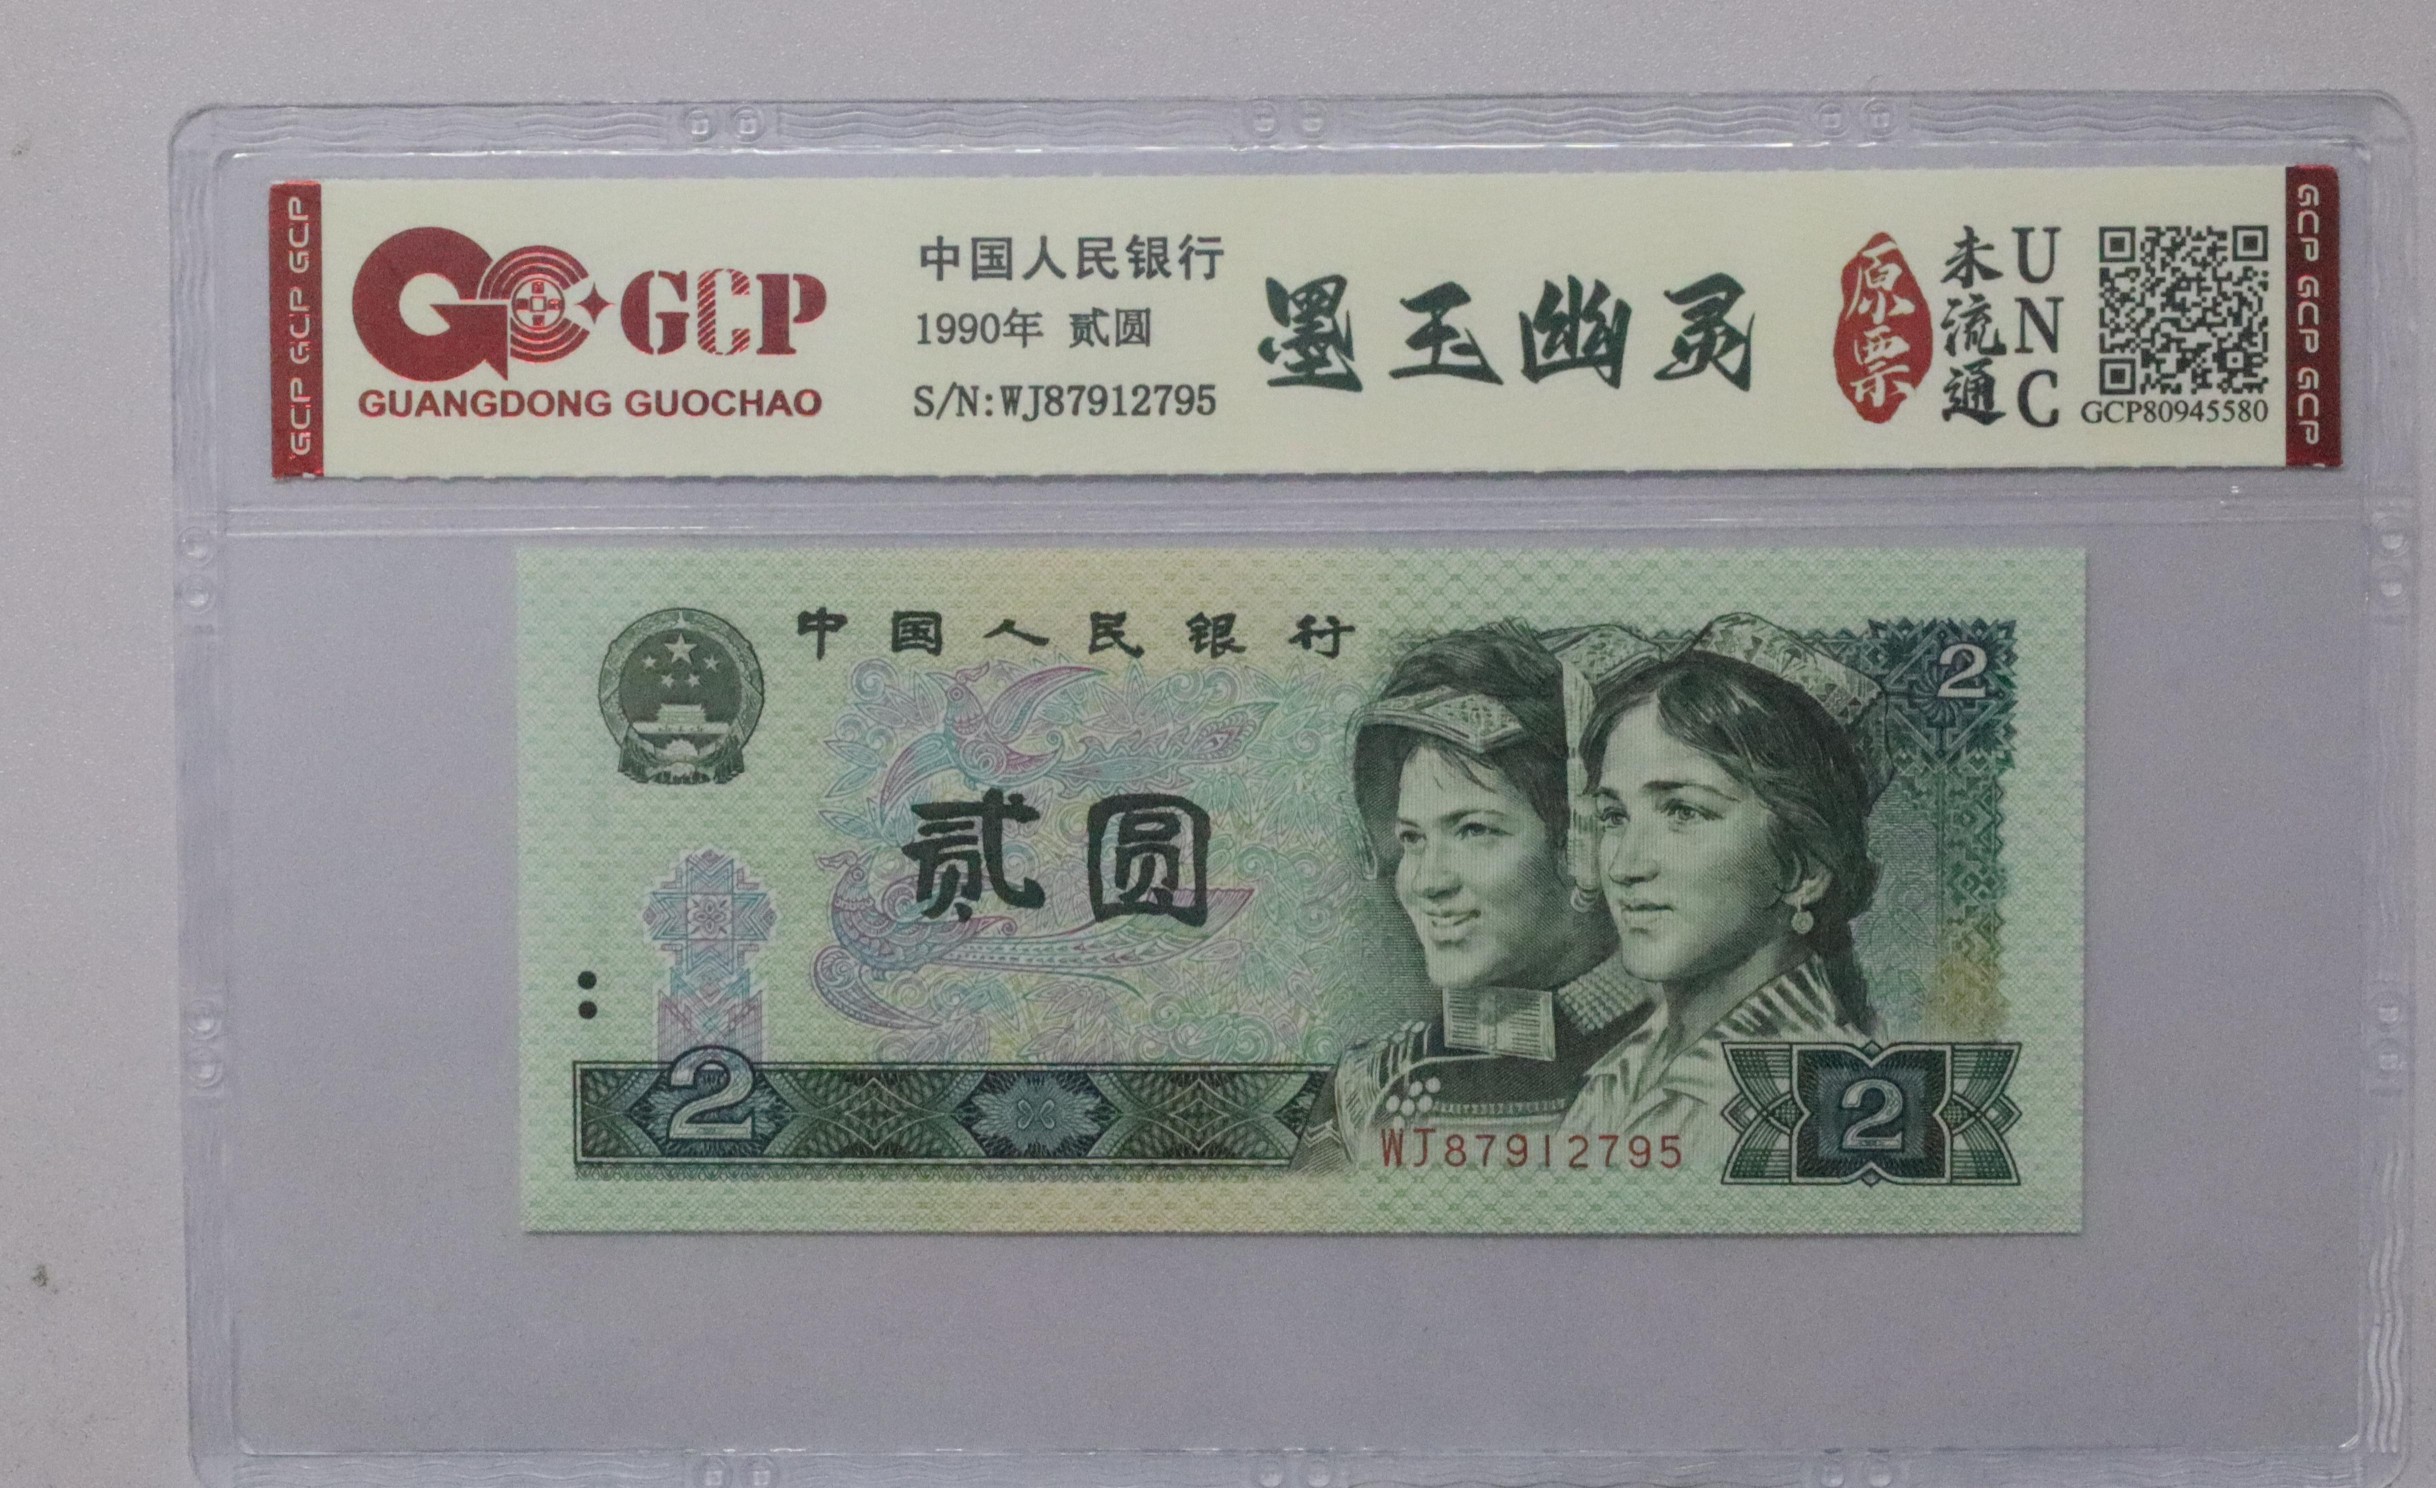 GCP GCP GCP
GCP
GUANGDONG GUOCHAO
中国人民银行
1990年 贰圆
S/N:WJ87912795
墨玉幽灵
原票
未流通
UNC
GCP80945580
GCP GCP GCP
中国人民银行
2
贰圆
2
WJ87912795
2